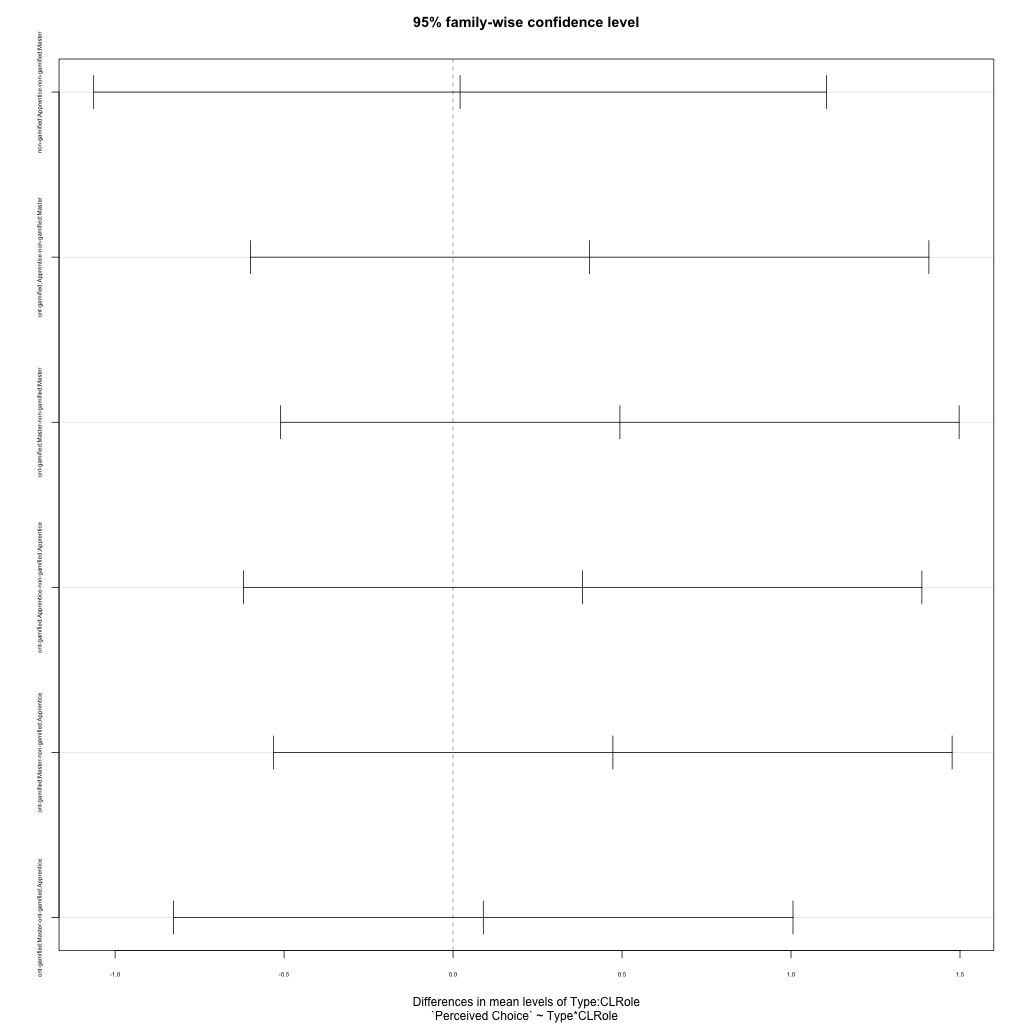 95% family-wise confidence level
non-gamified:Apprentice-non-gamified:Master
ont-gamified:Apprentice-non-gamified:Master
ont-gamified:Master-non-gamified:Master
ont-gamified:Apprentice-non-gamified:Apprentice
ont-gamified:Master-non-gamified:Apprentice
ont-gamified:Master-ont-gamified:Apprentice
-1.0 -0.5 0.0 0.5 1.0 1.5
Differences in mean levels of Type:CLRole
`Perceived Choice` ~ Type*CLRole